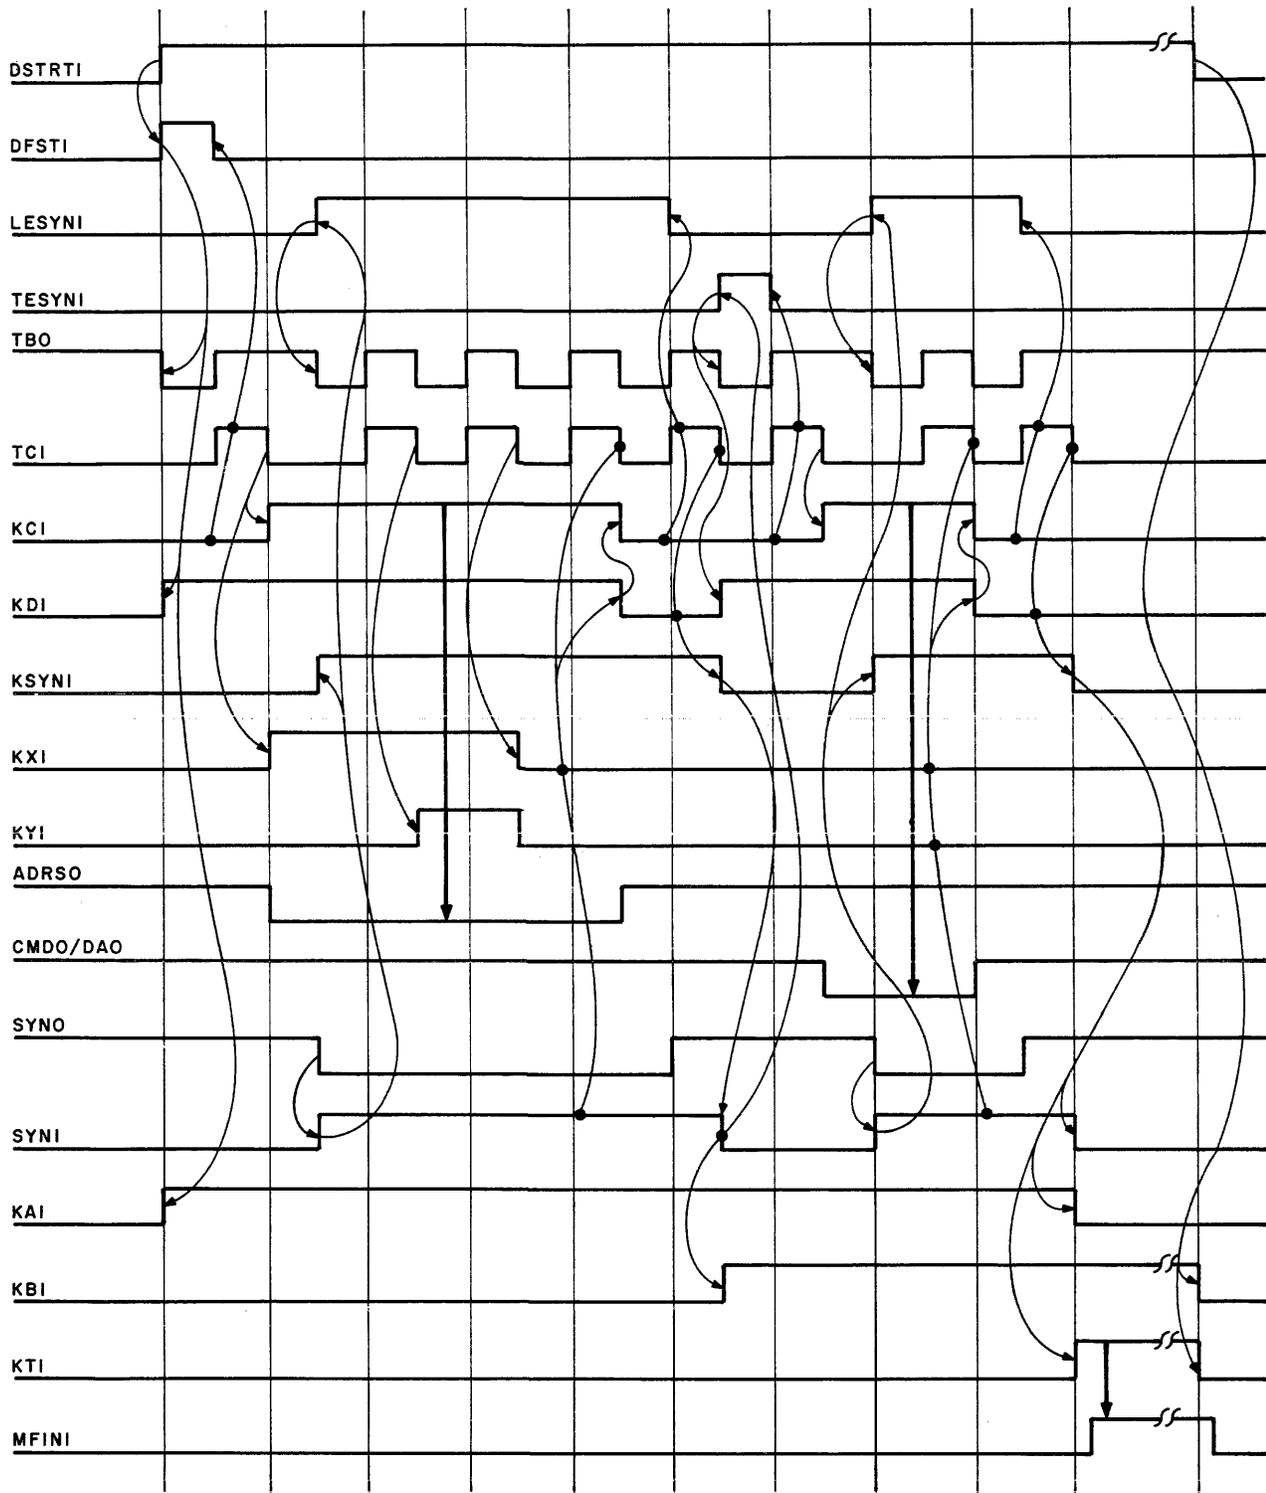 DSTRTI
DFSTI
LESYNI
TESYNI
TBO
TCI
KCI
KDI
KSYNI
KXI
KYI
ADRSO
CMDO/DAO
SYNO
SYNI
KAI
KBI
KTI
MFINI